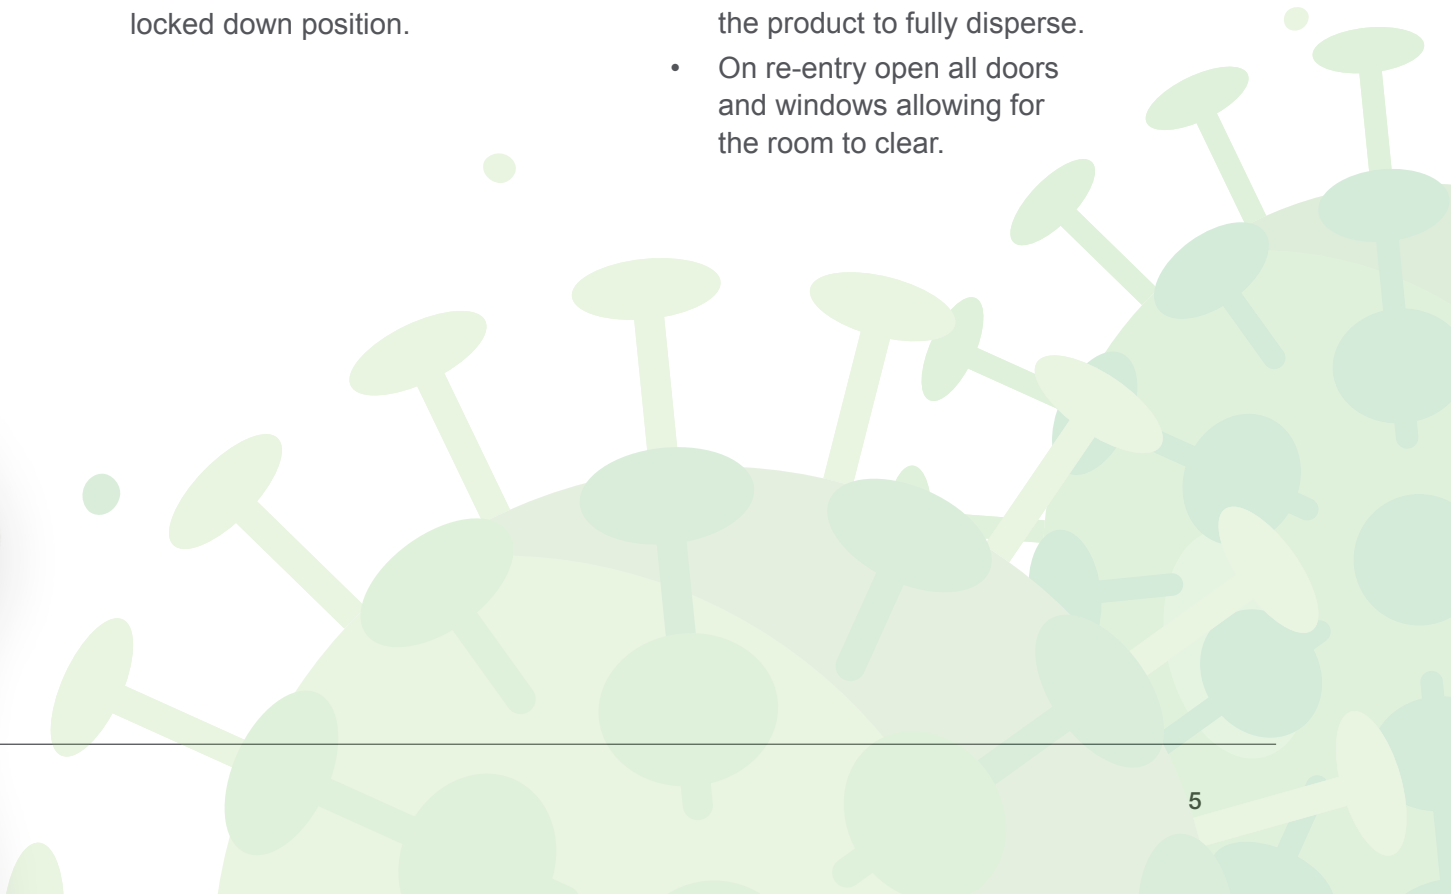 locked down position.
the product to fully disperse.
• On re-entry open all doors
and windows allowing for
the room to clear.
5